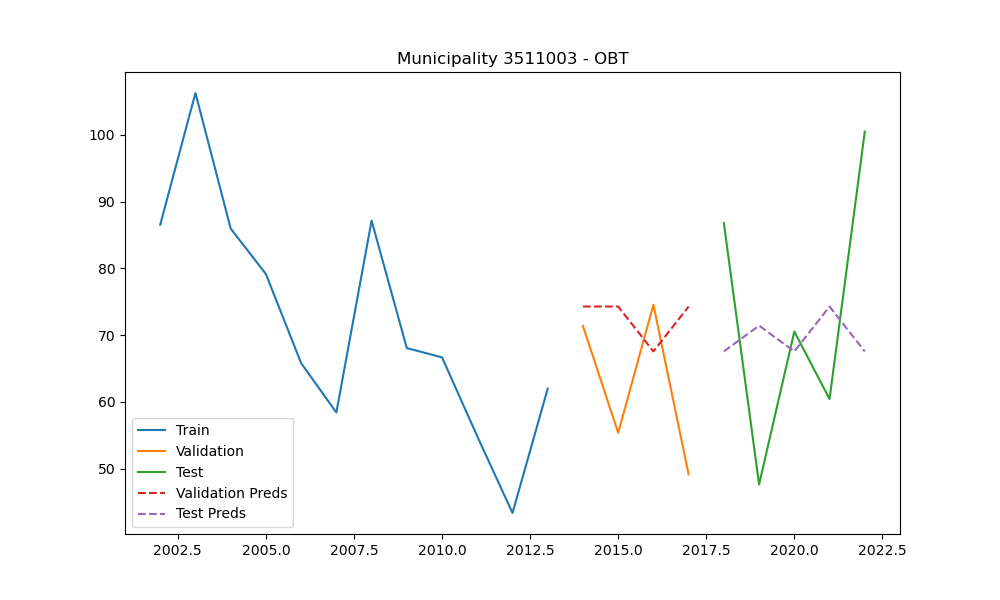 Municipality 3511003 - OBT
100
90
80
70
60
50
Train
Validation
Test
Validation Preds
Test Preds
2002.5 2005.0 2007.5 2010.0 2012.5 2015.0 2017.5 2020.0 2022.5